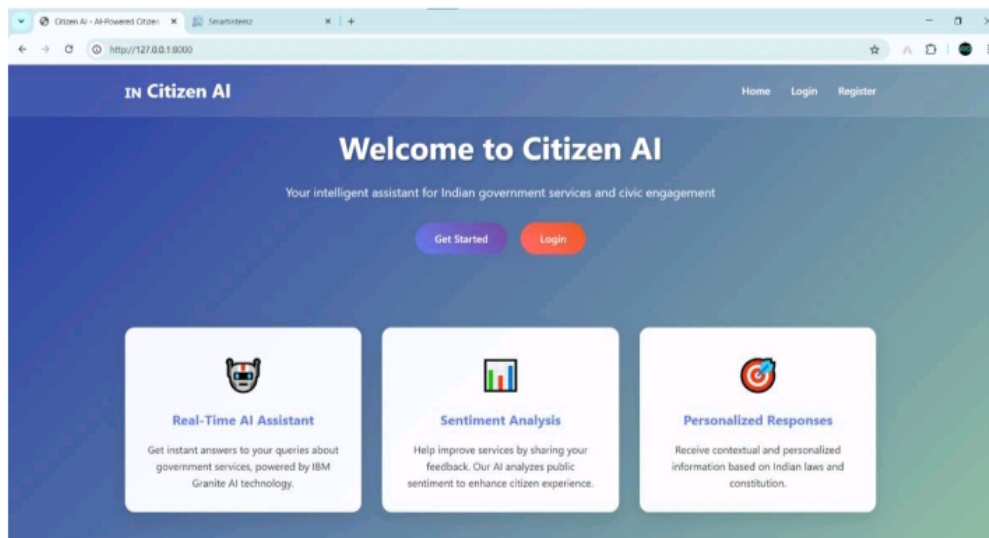 Citizen AI - AI-Powered Citizen
Smartinternz
http://127.0.0.1:8000
IN Citizen AI
Home Login Register
Welcome to Citizen AI
Your intelligent assistant for Indian government services and civic engagement
Get Started Login
Real-Time AI Assistant
Get instant answers to your queries about
government services, powered by IBM
Granite AI technology.
Sentiment Analysis
Help improve services by sharing your
feedback. Our AI analyzes public
sentiment to enhance citizen experience.
Personalized Responses
Receive contextual and personalized
information based on Indian laws and
constitution.